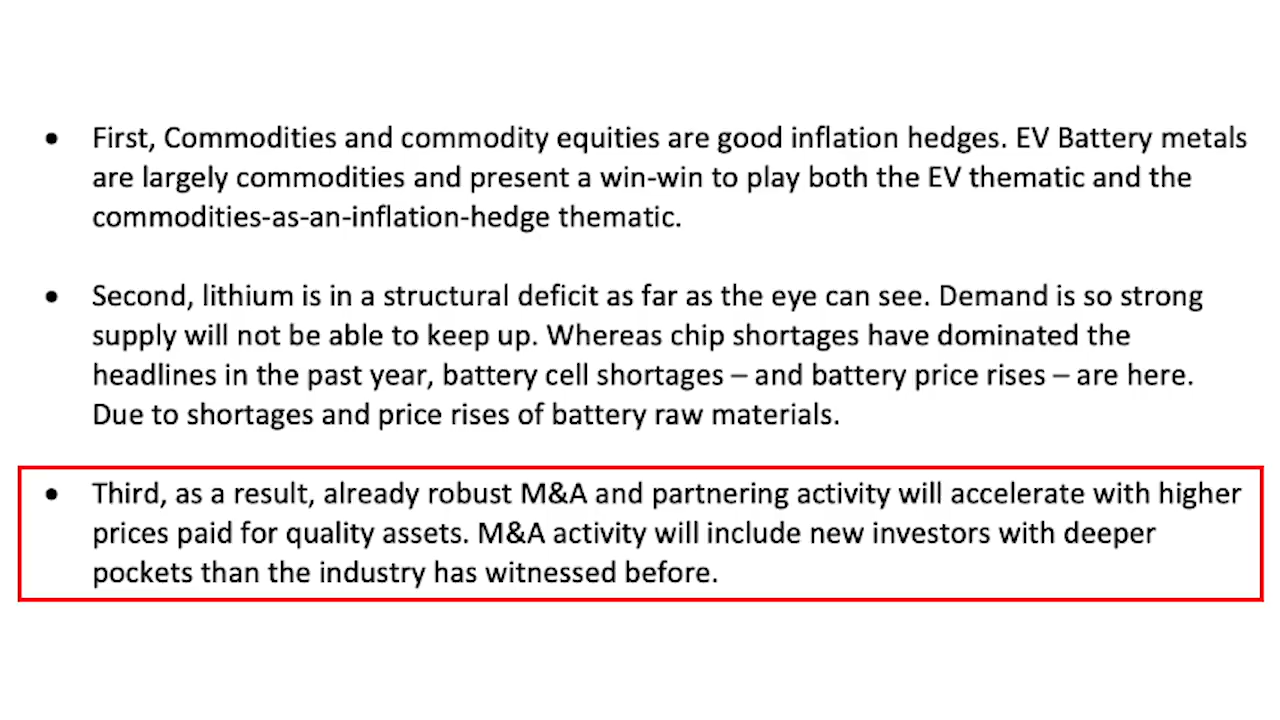 • First, Commodities and commodity equities are good inflation hedges. EV Battery metals
are largely commodities and present a win-win to play both the EV thematic and the
commodities-as-an-inflation-hedge thematic.
• Second, lithium is in a structural deficit as far as the eye can see. Demand is so strong
supply will not be able to keep up. Whereas chip shortages have dominated the
headlines in the past year, battery cell shortages – and battery price rises – are here.
Due to shortages and price rises of battery raw materials.
• Third, as a result, already robust M&A and partnering activity will accelerate with higher
prices paid for quality assets. M&A activity will include new investors with deeper
pockets than the industry has witnessed before.